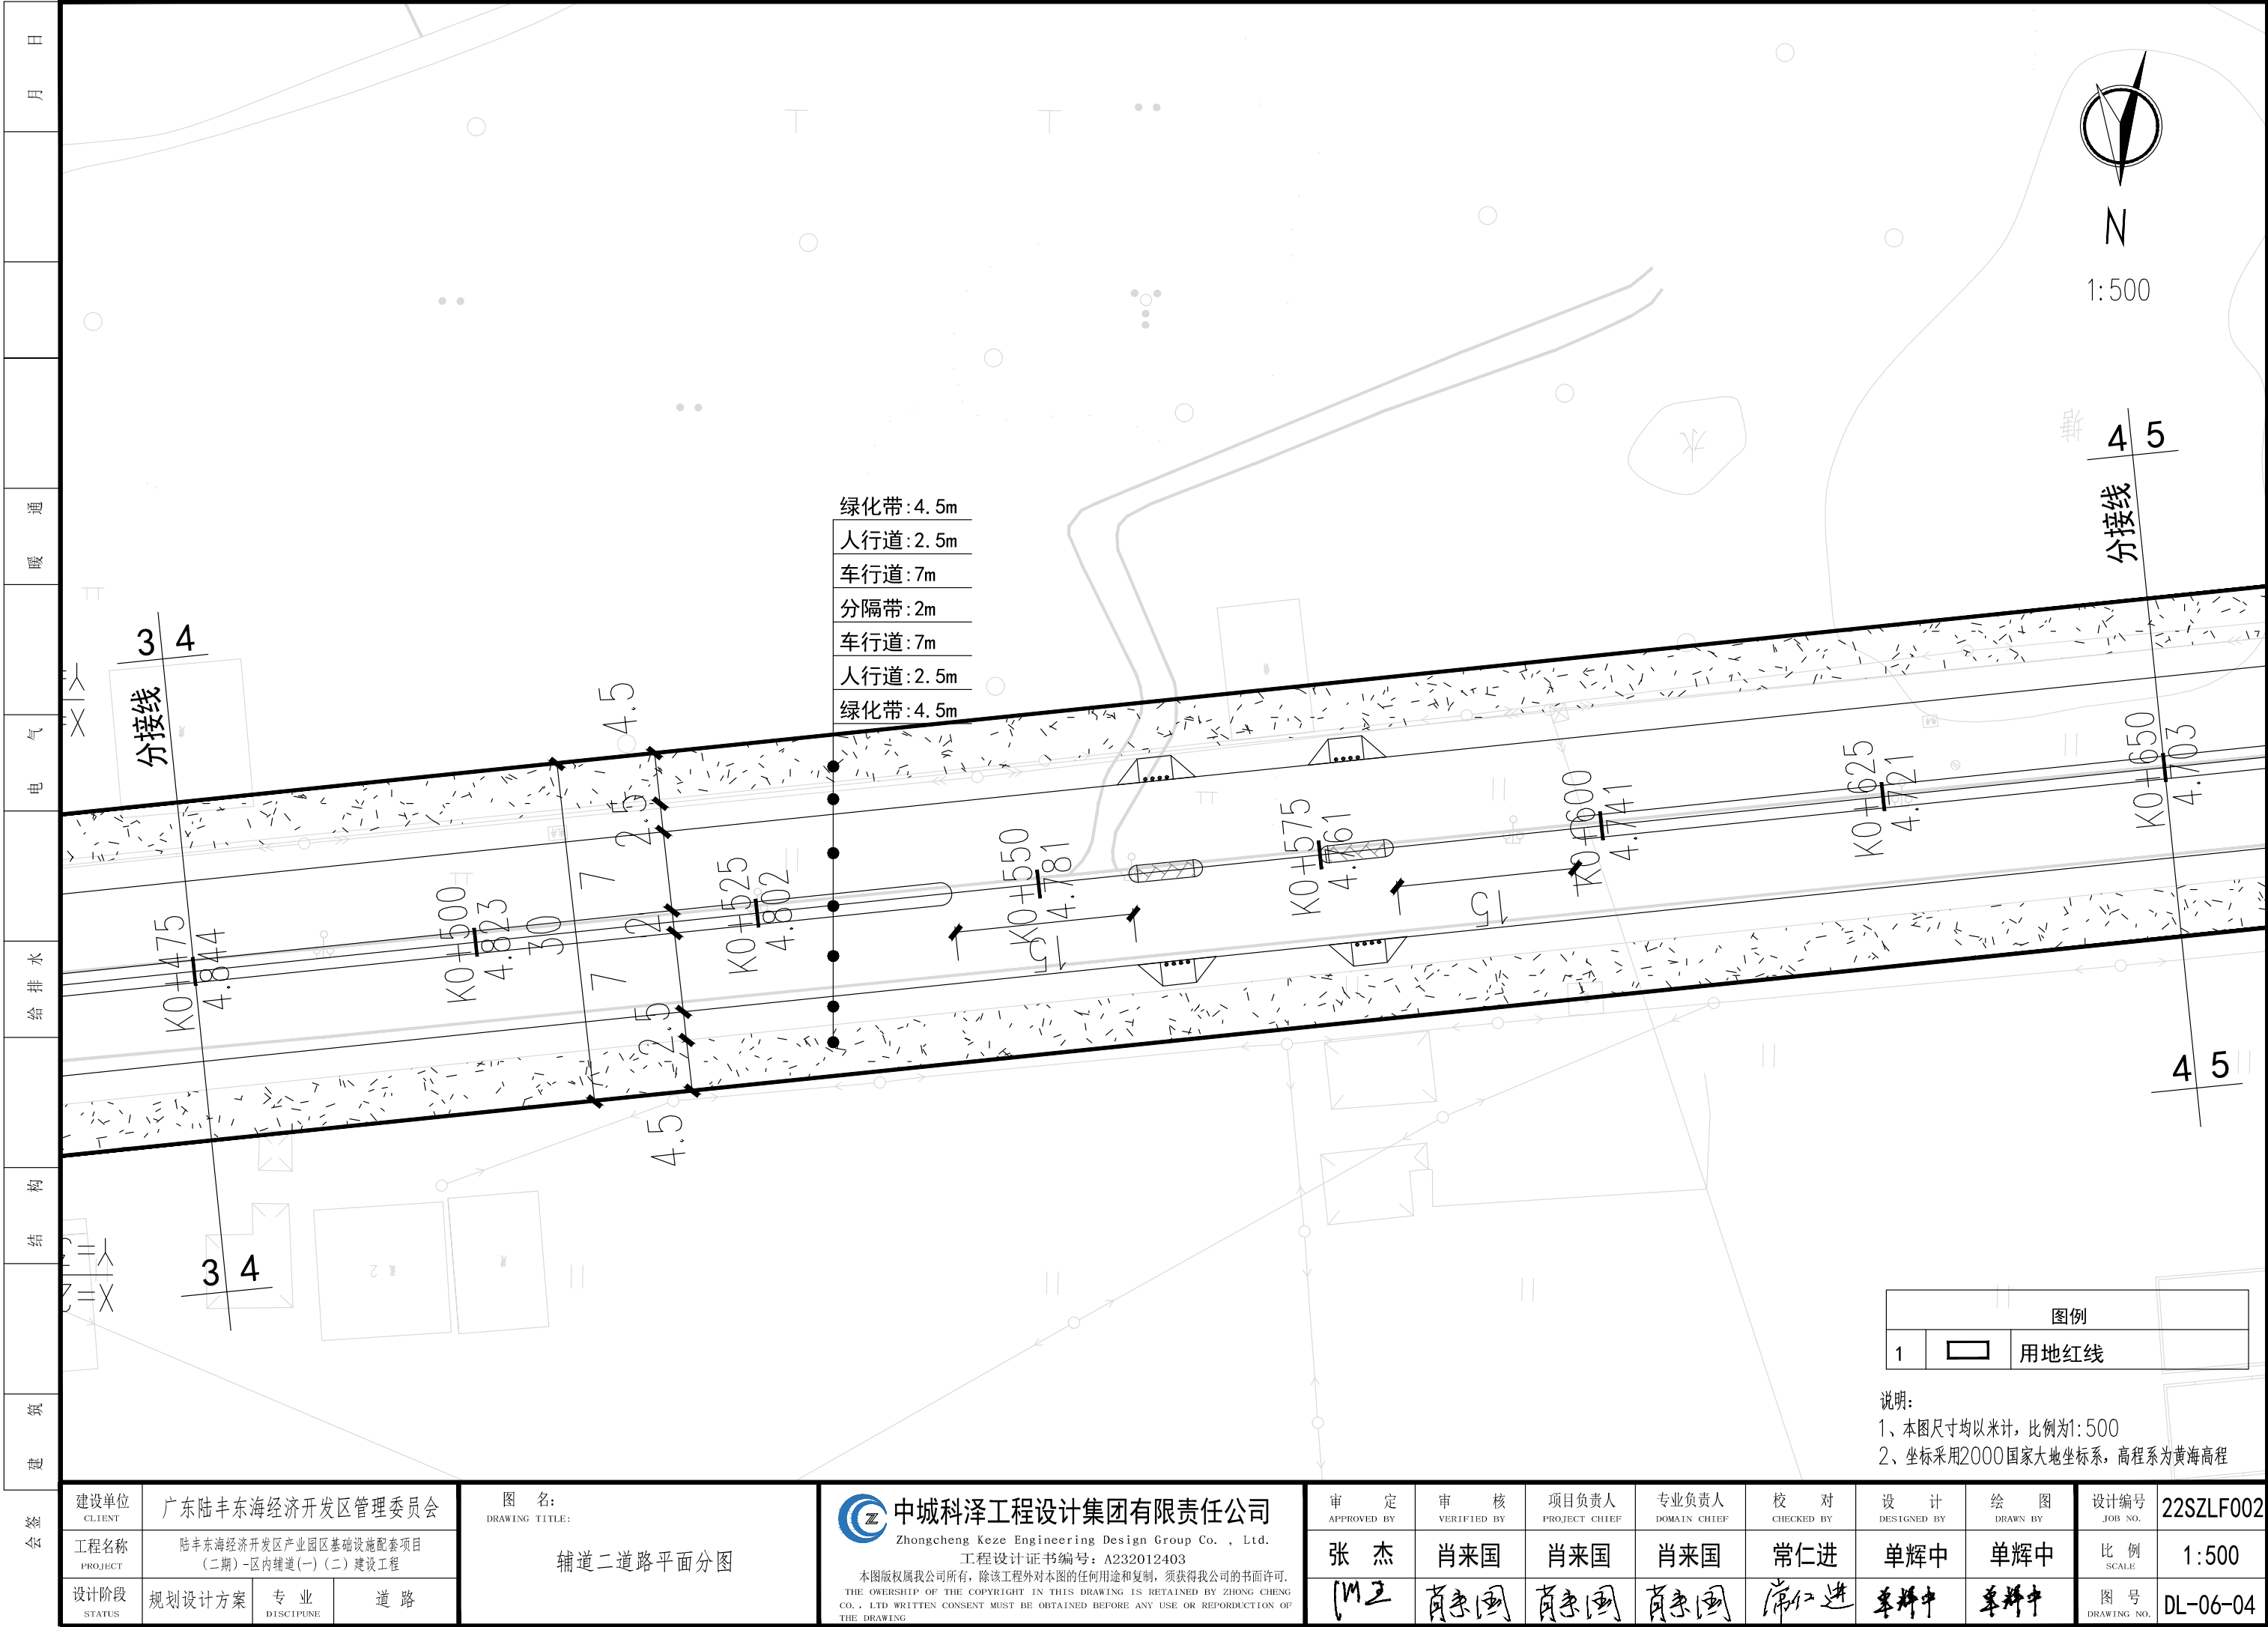 日
月
通
暖
气
电
水
排
给
构
结
筑
建
会签
N
1:500
绿化带:4.5m
人行道:2.5m
车行道:7m
分隔带:2m
车行道:7m
人行道:2.5m
绿化带:4.5m
3 4
分接线
4 5
分接线
水
4.5
2.5
7
2
7
2.5
4.5
30
K0+475
4.844
K0+500
4.823
K0+525
4.802
K0+550
4.781
K0+575
4.761
K0+600
4.741
K0+625
4.721
K0+650
4.703
15
15
3 4
4 5
图例
1 用地红线
说明:
1、本图尺寸均以米计，比例为1:500
2、坐标采用2000国家大地坐标系，高程系为黄海高程
建设单位
CLIENT
广东陆丰东海经济开发区管理委员会
工程名称
PROJECT
陆丰东海经济开发区产业园区基础设施配套项目
（二期）-区内辅道(一)(二）建设工程
设计阶段
STATUS
规划设计方案
专 业
DISCIPUNE
道 路
图 名:
DRAWING TITLE:
辅道二道路平面分图
中城科泽工程设计集团有限责任公司
Zhongcheng Keze Engineering Design Group Co. , Ltd.
工程设计证书编号: A232012403
本图版权属我公司所有，除该工程外对本图的任何用途和复制，须获得我公司的书面许可.
THE OWERSHIP OF THE COPYRIGHT IN THIS DRAWING IS RETAINED BY ZHONG CHENG
CO.. LTD WRITTEN CONSENT MUST BE OBTAINED BEFORE ANY USE OR REPORDUCTION OF
THE DRAWING
审 定
APPROVED BY
张 杰
审 核
VERIFIED BY
肖来国
肖来国
项目负责人
PROJECT CHIEF
肖来国
肖来国
专业负责人
DOMAIN CHIEF
肖来国
肖来国
校 对
CHECKED BY
常仁进
常仁进
设 计
DESIGNED BY
单辉中
单辉中
绘 图
DRAWN BY
单辉中
单辉中
设计编号
JOB NO.
22SZLF002
比 例
SCALE
1:500
图 号
DRAWING NO.
DL-06-04